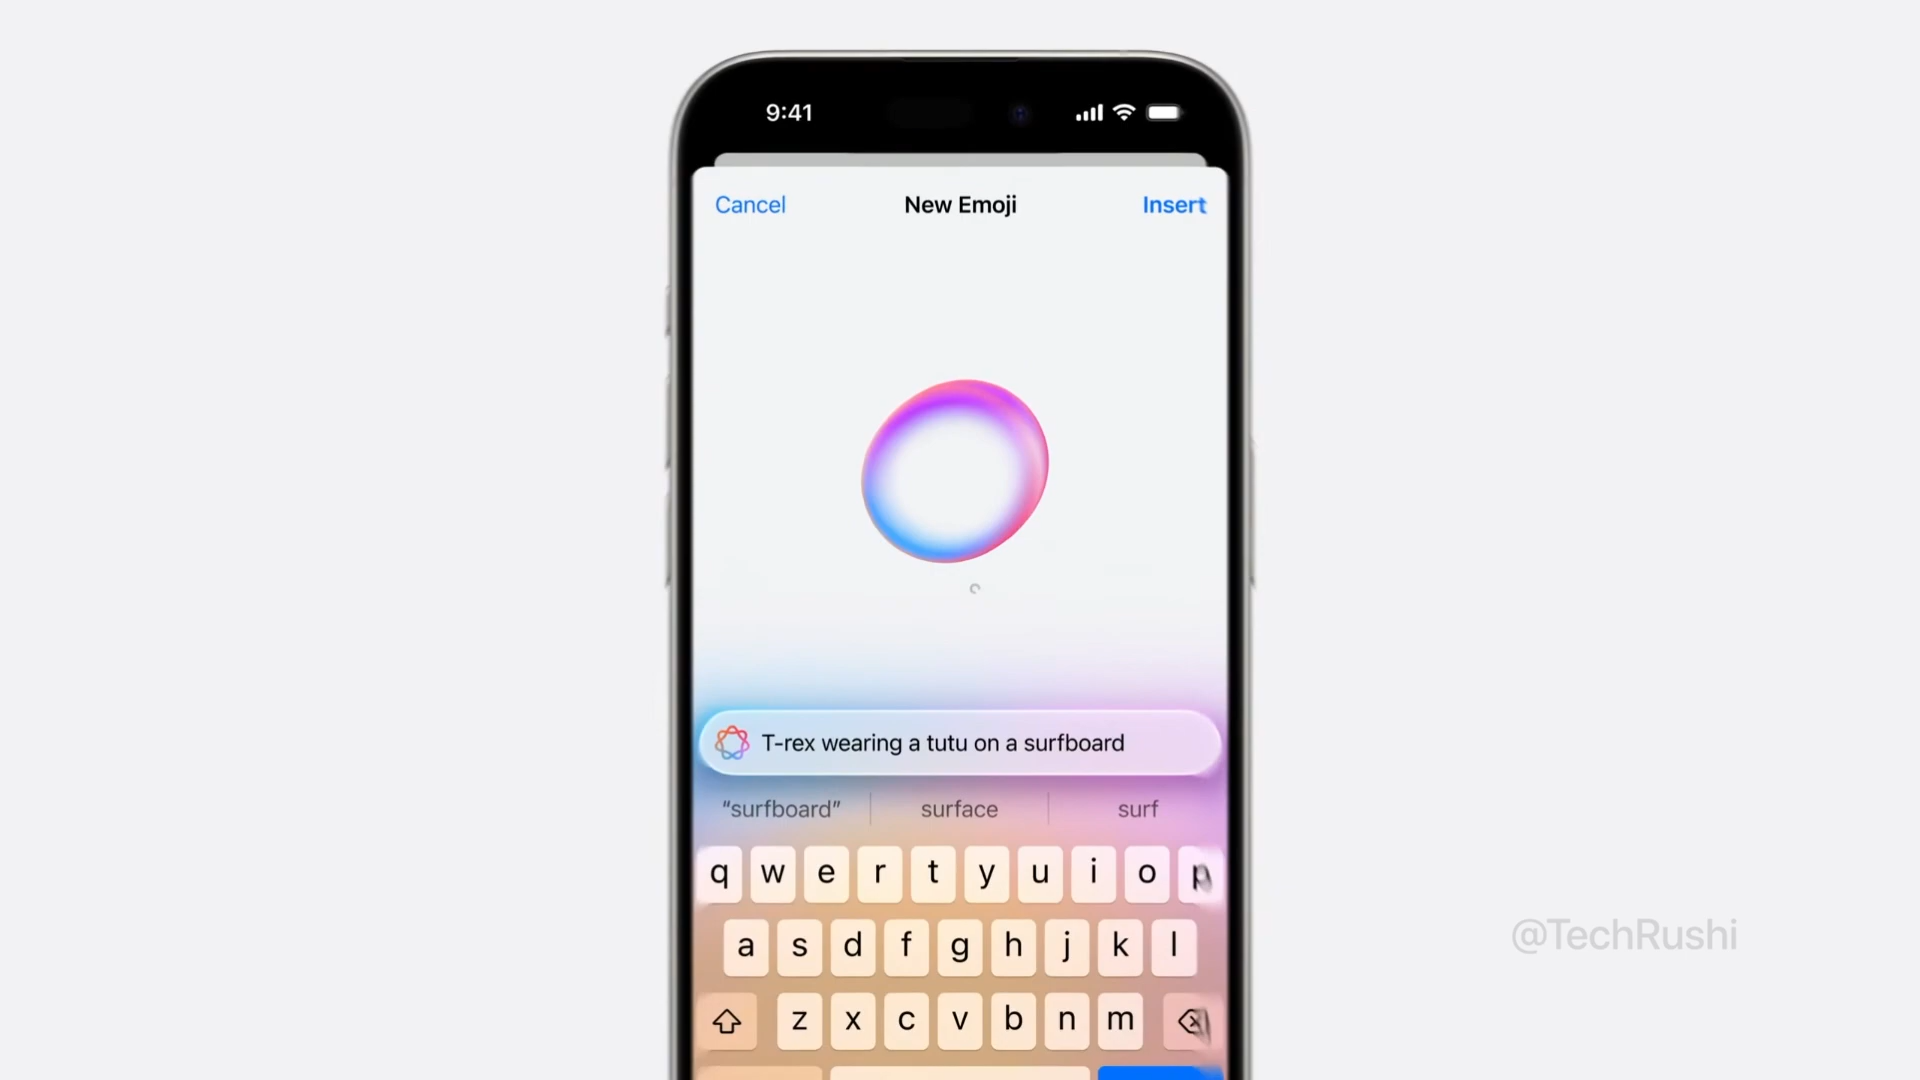 9:41
Cancel New Emoji Insert
T-rex wearing a tutu on a surfboard
“surfboard” surface surf
q w e r t y u i o p
a s d f g h j k l
@TechRushi
z x c v b n m